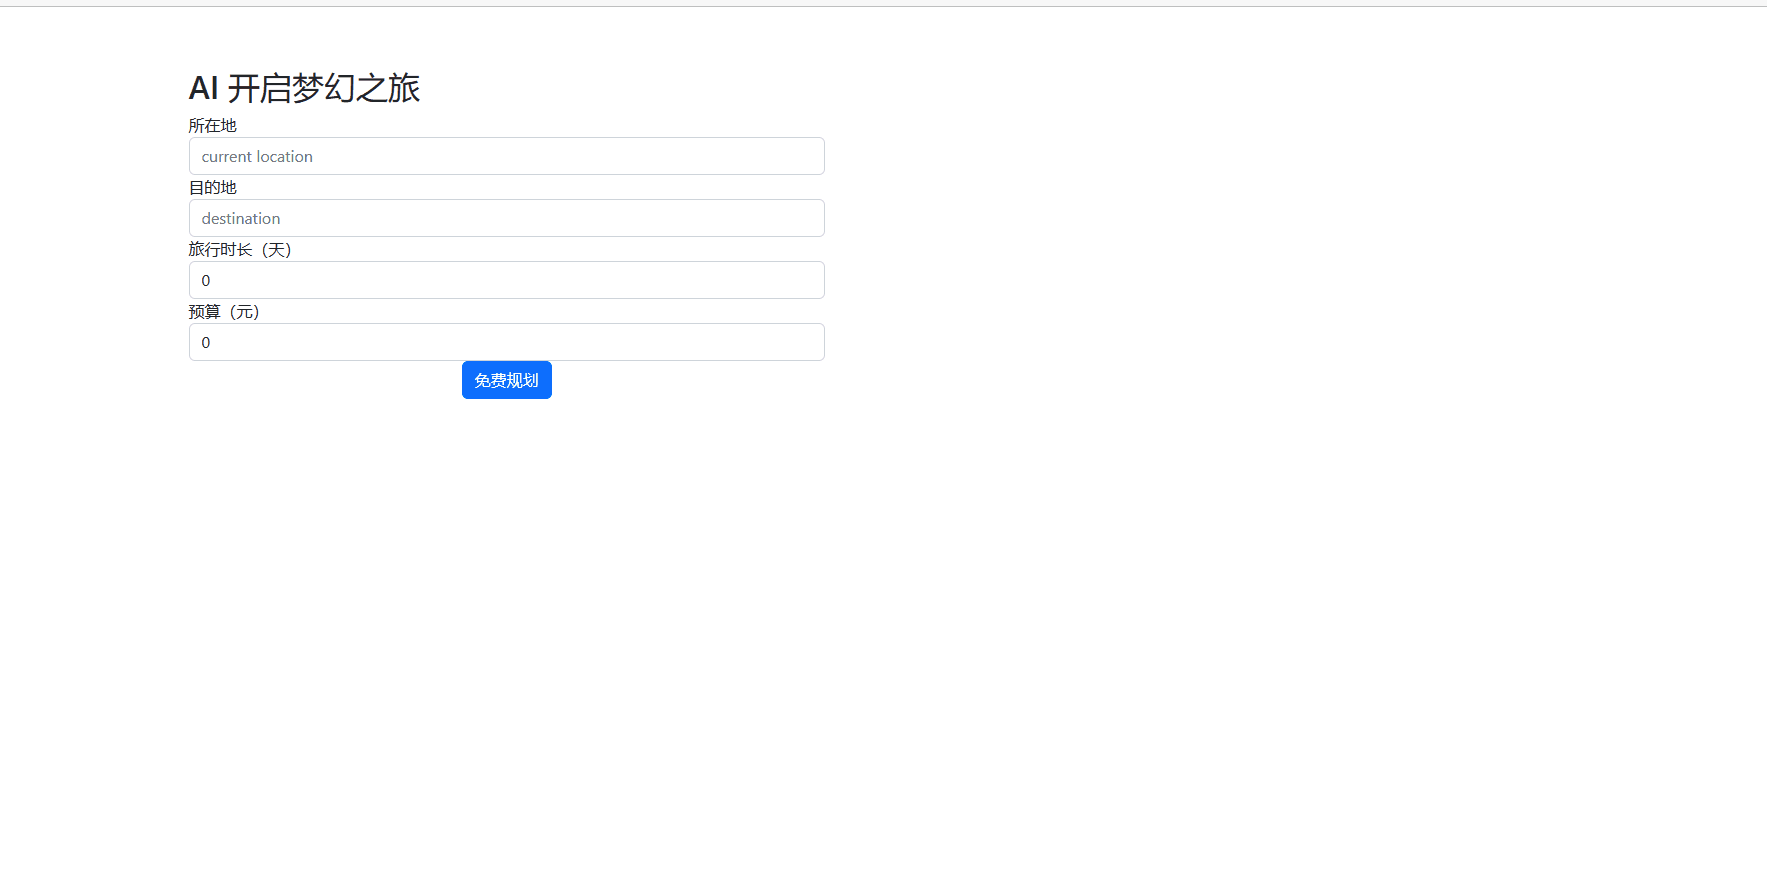 AI 开启梦幻之旅
所在地
current location
目的地
destination
旅行时长（天）
0
预算（元）
0
免费规划